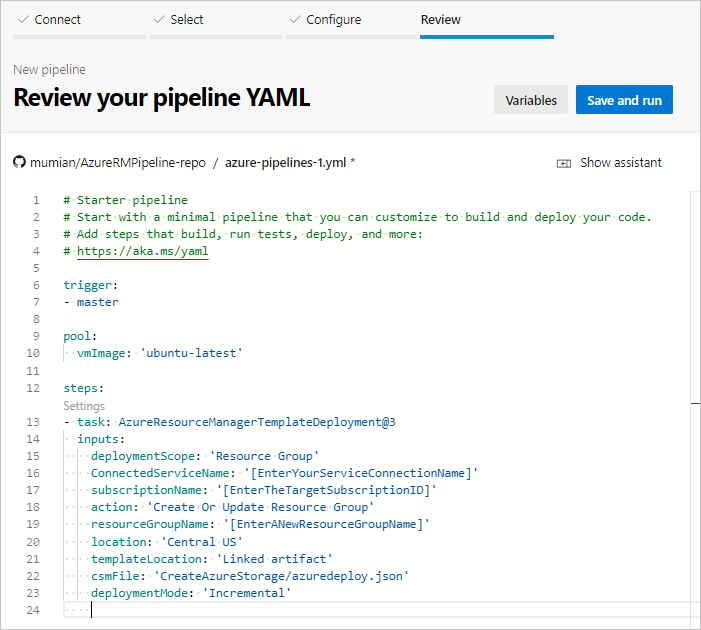 Connect Select Configure Review
New pipeline
Review your pipeline YAML
Variables Save and run
mumian/AzureRMPipeline-repo / azure-pipelines-1.yml * Show assistant
1 # Starter pipeline
2 # Start with a minimal pipeline that you can customize to build and deploy your code.
3 # Add steps that build, run tests, deploy, and more:
4 # https://aka.ms/yaml
5
6 trigger:
7 - master
8
9 pool:
10 vmImage: 'ubuntu-latest'
11
12 steps:
Settings
13 - task: AzureResourceManagerTemplateDeployment@3
14 inputs:
15 deploymentScope: 'Resource Group'
16 ConnectedServiceName: '[EnterYourServiceConnectionName]'
17 subscriptionName: '[EnterTheTargetSubscriptionID]'
18 action: 'Create Or Update Resource Group'
19 resourceGroupName: '[EnterANewResourceGroupName]'
20 location: 'Central US'
21 templateLocation: 'Linked artifact'
22 csmFile: 'CreateAzureStorage/azuredeploy.json'
23 deploymentMode: 'Incremental'
24